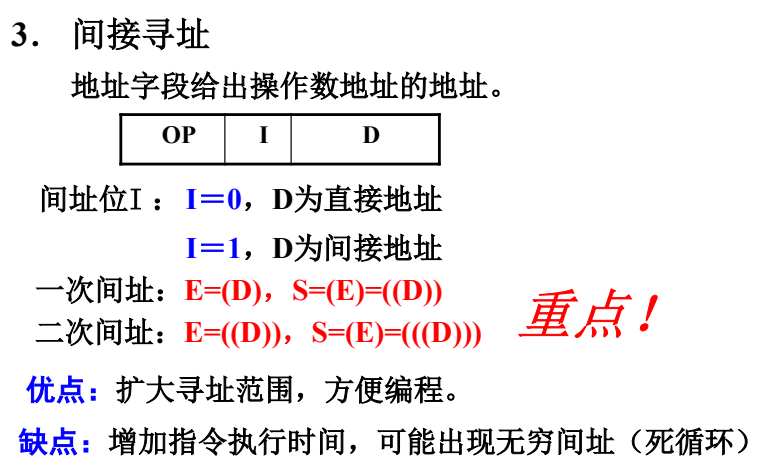 3． 间接寻址
地址字段给出操作数地址的地址。
OP I D
间址位I： I＝0，D为直接地址
I＝1，D为间接地址
一次间址：E=(D)，S=(E)=((D))
二次间址：E=((D))，S=(E)=(((D)))
重点！
优点：扩大寻址范围，方便编程。
缺点：增加指令执行时间，可能出现无穷间址（死循环）